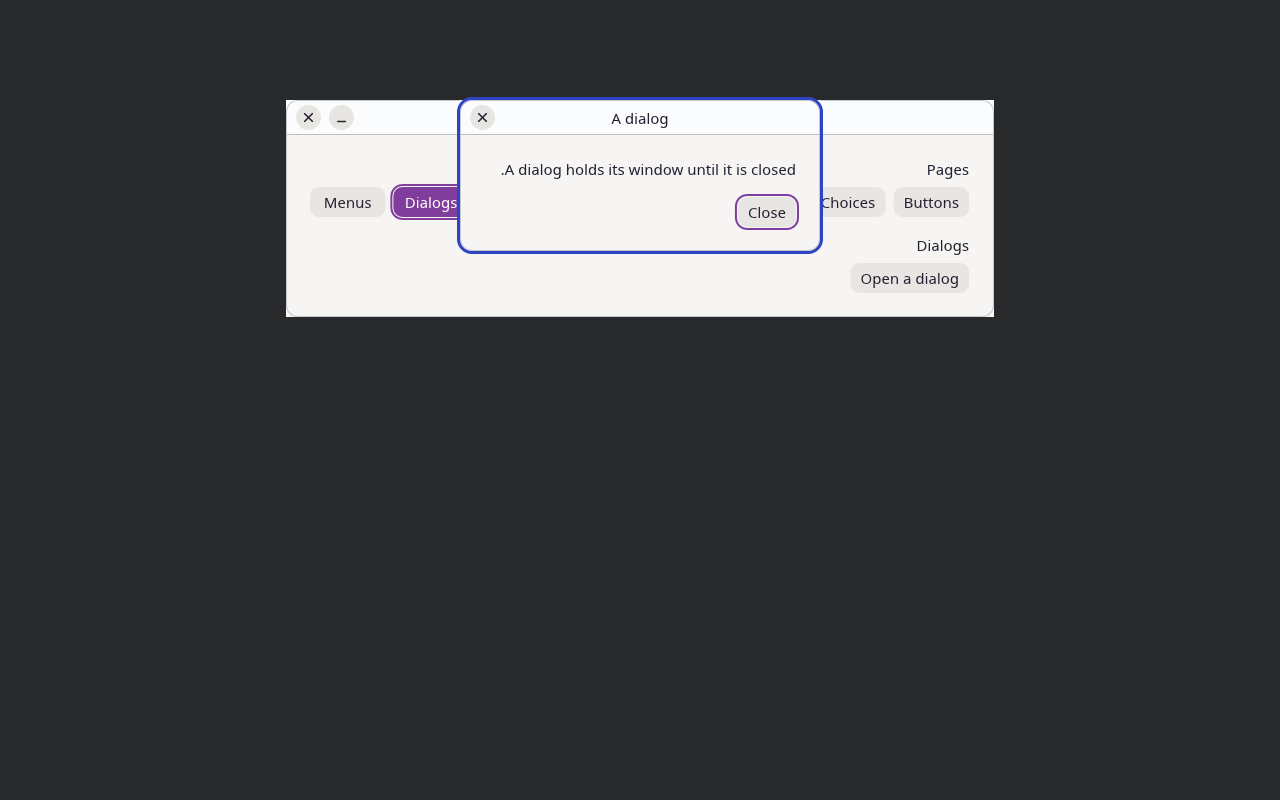 A dialog
.A dialog holds its window until it is closed
Close
Pages
Menus
Dialogs
Choices
Buttons
Dialogs
Open a dialog